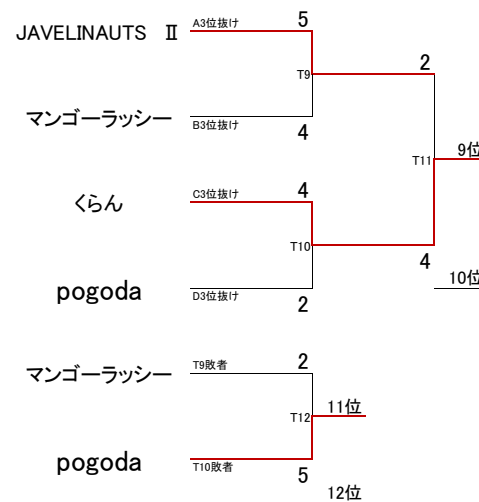 JAVELINAUTS Ⅱ
A3位抜け
5
T9
2
マンゴーラッシー
B3位抜け
4
T11
9位
くらん
C3位抜け
4
T10
4
pogoda
D3位抜け
2
10位
マンゴーラッシー
T9敗者
2
T12
11位
pogoda
T10敗者
5
12位